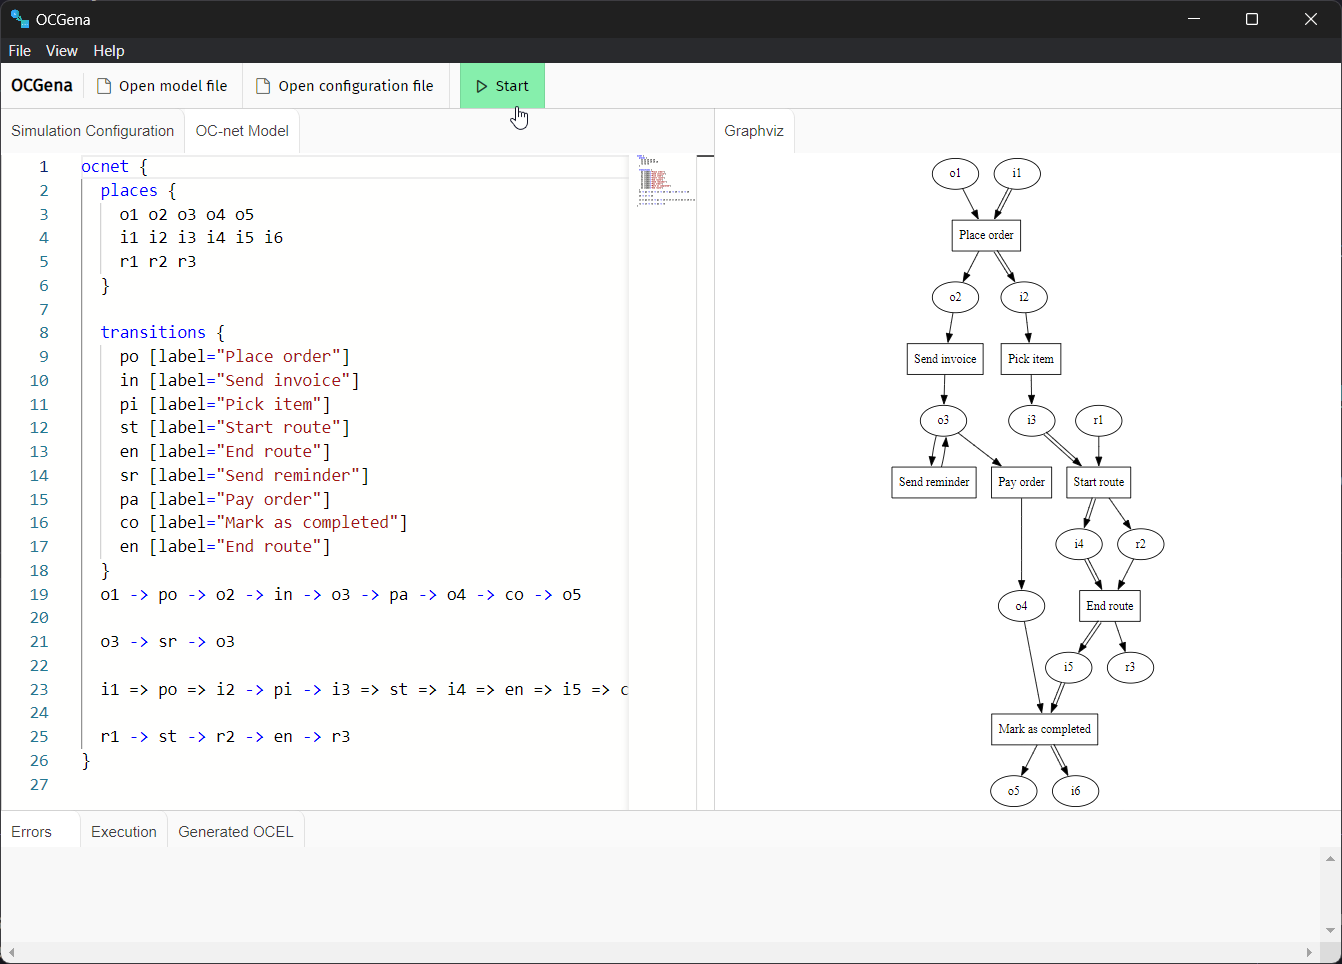 OCGena
File View Help
OCGena Open model file Open configuration file Start
Simulation Configuration OC-net Model
1 ocnet {
2 places {
3 o1 o2 o3 o4 o5
4 i1 i2 i3 i4 i5 i6
5 r1 r2 r3
6 }
7
8 transitions {
9 po [label="Place order"]
10 in [label="Send invoice"]
11 pi [label="Pick item"]
12 st [label="Start route"]
13 en [label="End route"]
14 sr [label="Send reminder"]
15 pa [label="Pay order"]
16 co [label="Mark as completed"]
17 en [label="End route"]
18 }
19 o1 -> po -> o2 -> in -> o3 -> pa -> o4 -> co -> o5
20
21 o3 -> sr -> o3
22
23 i1 => po => i2 -> pi -> i3 => st => i4 => en => i5 => c
24
25 r1 -> st -> r2 -> en -> r3
26 }
27
Graphviz
o1 i1
Place order
o2 i2
Send invoice Pick item
o3 i3 r1
Send reminder Pay order Start route
i4 r2
o4 End route
i5 r3
Mark as completed
o5 i6
Errors Execution Generated OCEL